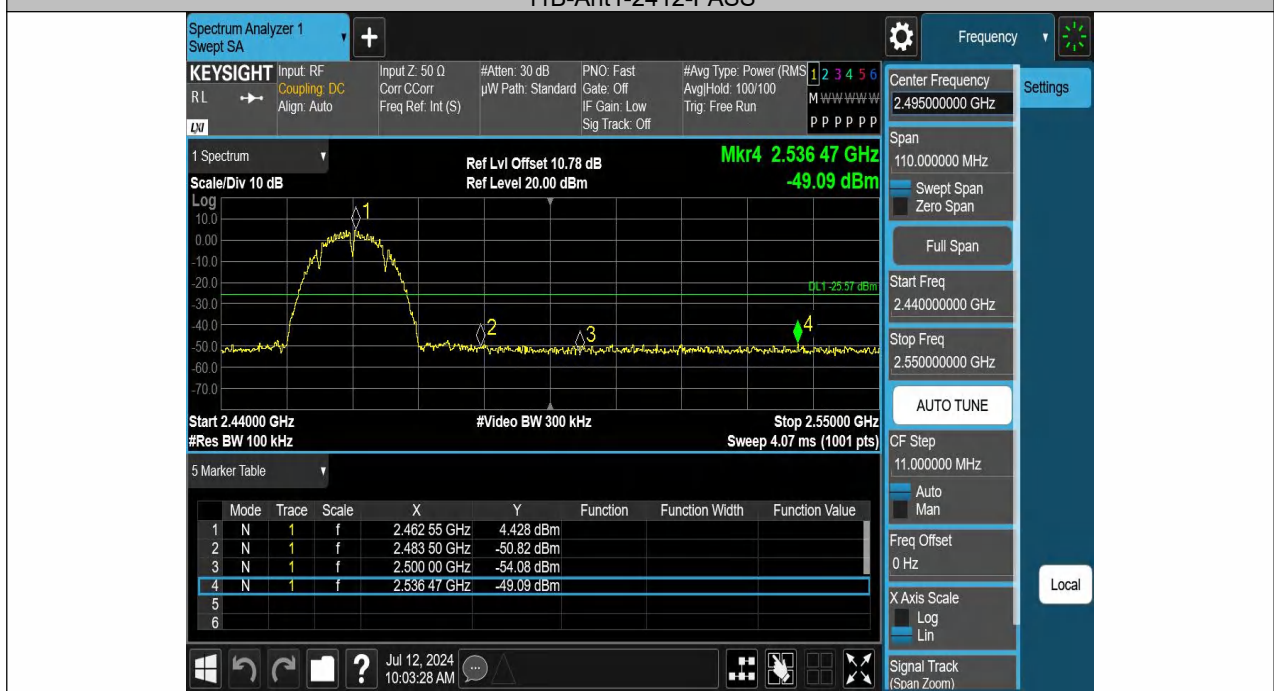 11B-Ant1-2412-PASS
Spectrum Analyzer 1
Swept SA
+
Frequency
KEYSIGHT
RL
LXI
Input: RF
Coupling: DC
Align: Auto
Input Z: 50 Ω
Corr CCorr
Freq Ref: Int (S)
#Atten: 30 dB
µW Path: Standard
PNO: Fast
Gate: Off
IF Gain: Low
Sig Track: Off
#Avg Type: Power (RMS
Avg|Hold: 100/100
Trig: Free Run
1 2 3 4 5 6
M W W W W W
P P P P P P
1 Spectrum
Scale/Div 10 dB
Ref Lvl Offset 10.78 dB
Ref Level 20.00 dBm
Mkr4 2.536 47 GHz
-49.09 dBm
Log
10.0
0.00
-10.0
-20.0
-30.0
-40.0
-50.0
-60.0
-70.0
1
2
3
4
DL1 -25.57 dBm
Start 2.44000 GHz
#Video BW 300 kHz
Stop 2.55000 GHz
#Res BW 100 kHz
Sweep 4.07 ms (1001 pts)
5 Marker Table
Mode Trace Scale X Y Function Function Width Function Value
1 N 1 f 2.462 55 GHz 4.428 dBm
2 N 1 f 2.483 50 GHz -50.82 dBm
3 N 1 f 2.500 00 GHz -54.08 dBm
4 N 1 f 2.536 47 GHz -49.09 dBm
5
6
?
Jul 12, 2024
10:03:28 AM
Center Frequency
2.495000000 GHz
Settings
Span
110.000000 MHz
Swept Span
Zero Span
Full Span
Start Freq
2.440000000 GHz
Stop Freq
2.550000000 GHz
AUTO TUNE
CF Step
11.000000 MHz
Auto
Man
Freq Offset
0 Hz
Local
X Axis Scale
Log
Lin
Signal Track
(Span Zoom)